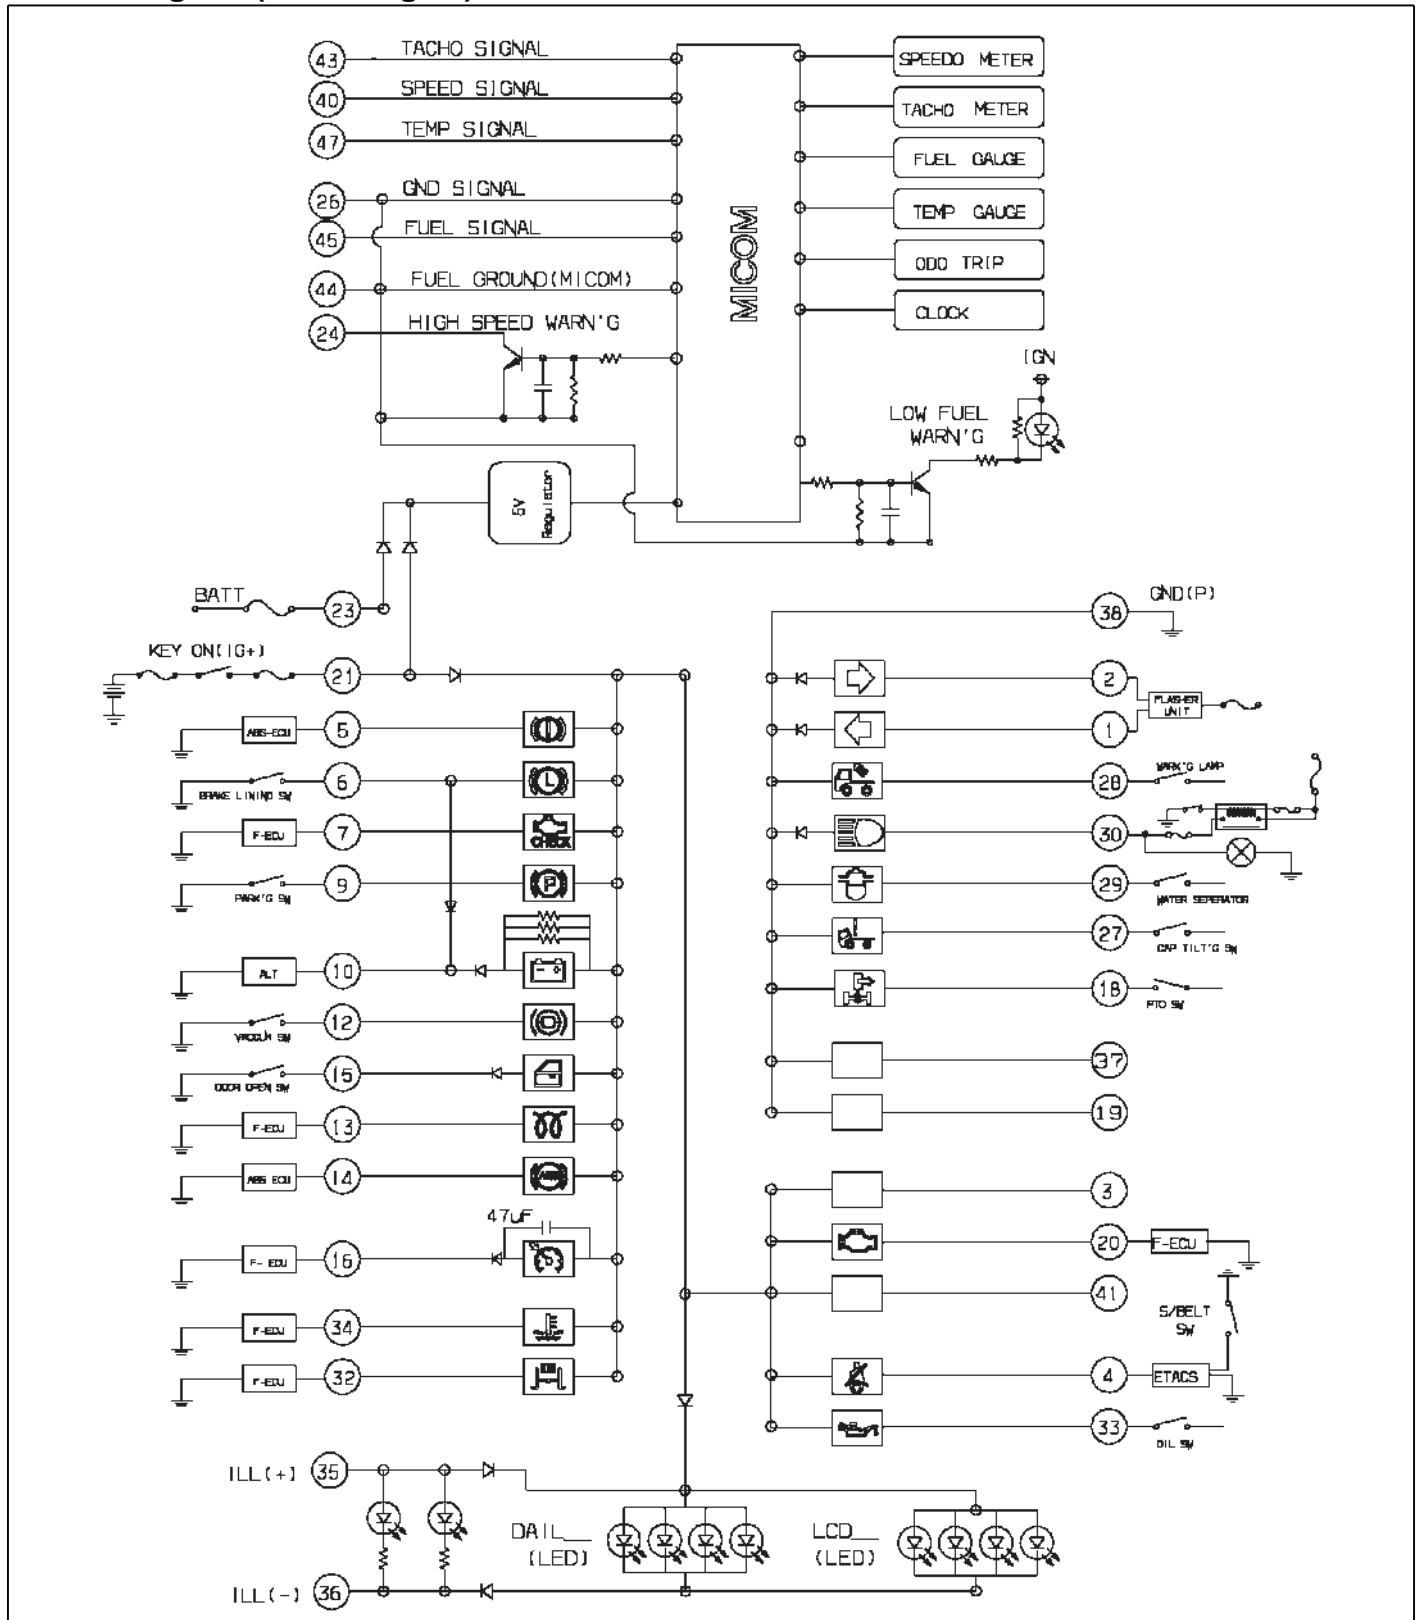 43 TACHO SIGNAL
40 SPEED SIGNAL
47 TEMP SIGNAL
26 GND SIGNAL
45 FUEL SIGNAL
44 FUEL GROUND(MICOM)
24 HIGH SPEED WARN'G
MICOM
SPEEDO METER
TACHO METER
FUEL GAUGE
TEMP GAUGE
ODO TRIP
CLOCK
IGN
LOW FUEL
WARN'G
5V
Regulator
BATT 23
KEY ON(IG+) 21
ABS-ECU 5
6
BRAKE LINING SW
L
F-ECU 7
CHECK
9
PARK'G SW
P
ALT 10
12
VACUUM SW
15
DOOR OPEN SW
F-ECU 13
ABS ECU 14
ABS
47uF
F- ECU 16
F-ECU 34
F-ECU 32
38 GND(P)
2
FLASHER
UNIT
1
28 WARK'G LAMP
30
29
WATER SEPERATOR
27
CAP TILT'G SW
18
PTO SW
37
19
3
20 F-ECU
41
S/BELT
SW
4 ETACS
33
OIL SW
ILL(+) 35
DAIL__
(LED)
LCD__
(LED)
ILL(-) 36